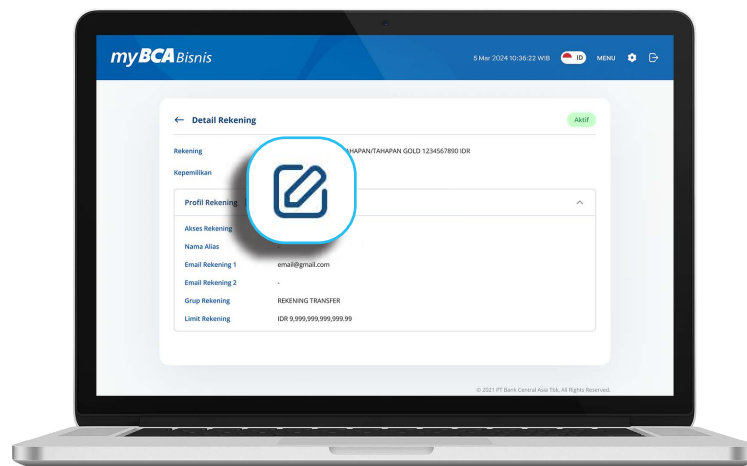 myBCA Bisnis
5 Mar 2024 10:36:22 WIB ID MENU
← Detail Rekening Aktif
Rekening HAPAN/TAHAPAN GOLD 1234567890 IDR
Kepemilikan
Profil Rekening
Akses Rekening
Nama Alias
Email Rekening 1 email@gmail.com
Email Rekening 2 -
Grup Rekening REKENING TRANSFER
Limit Rekening IDR 9,999,999,999,999.99
© 2021 PT Bank Central Asia Tbk, All Rights Reserved.